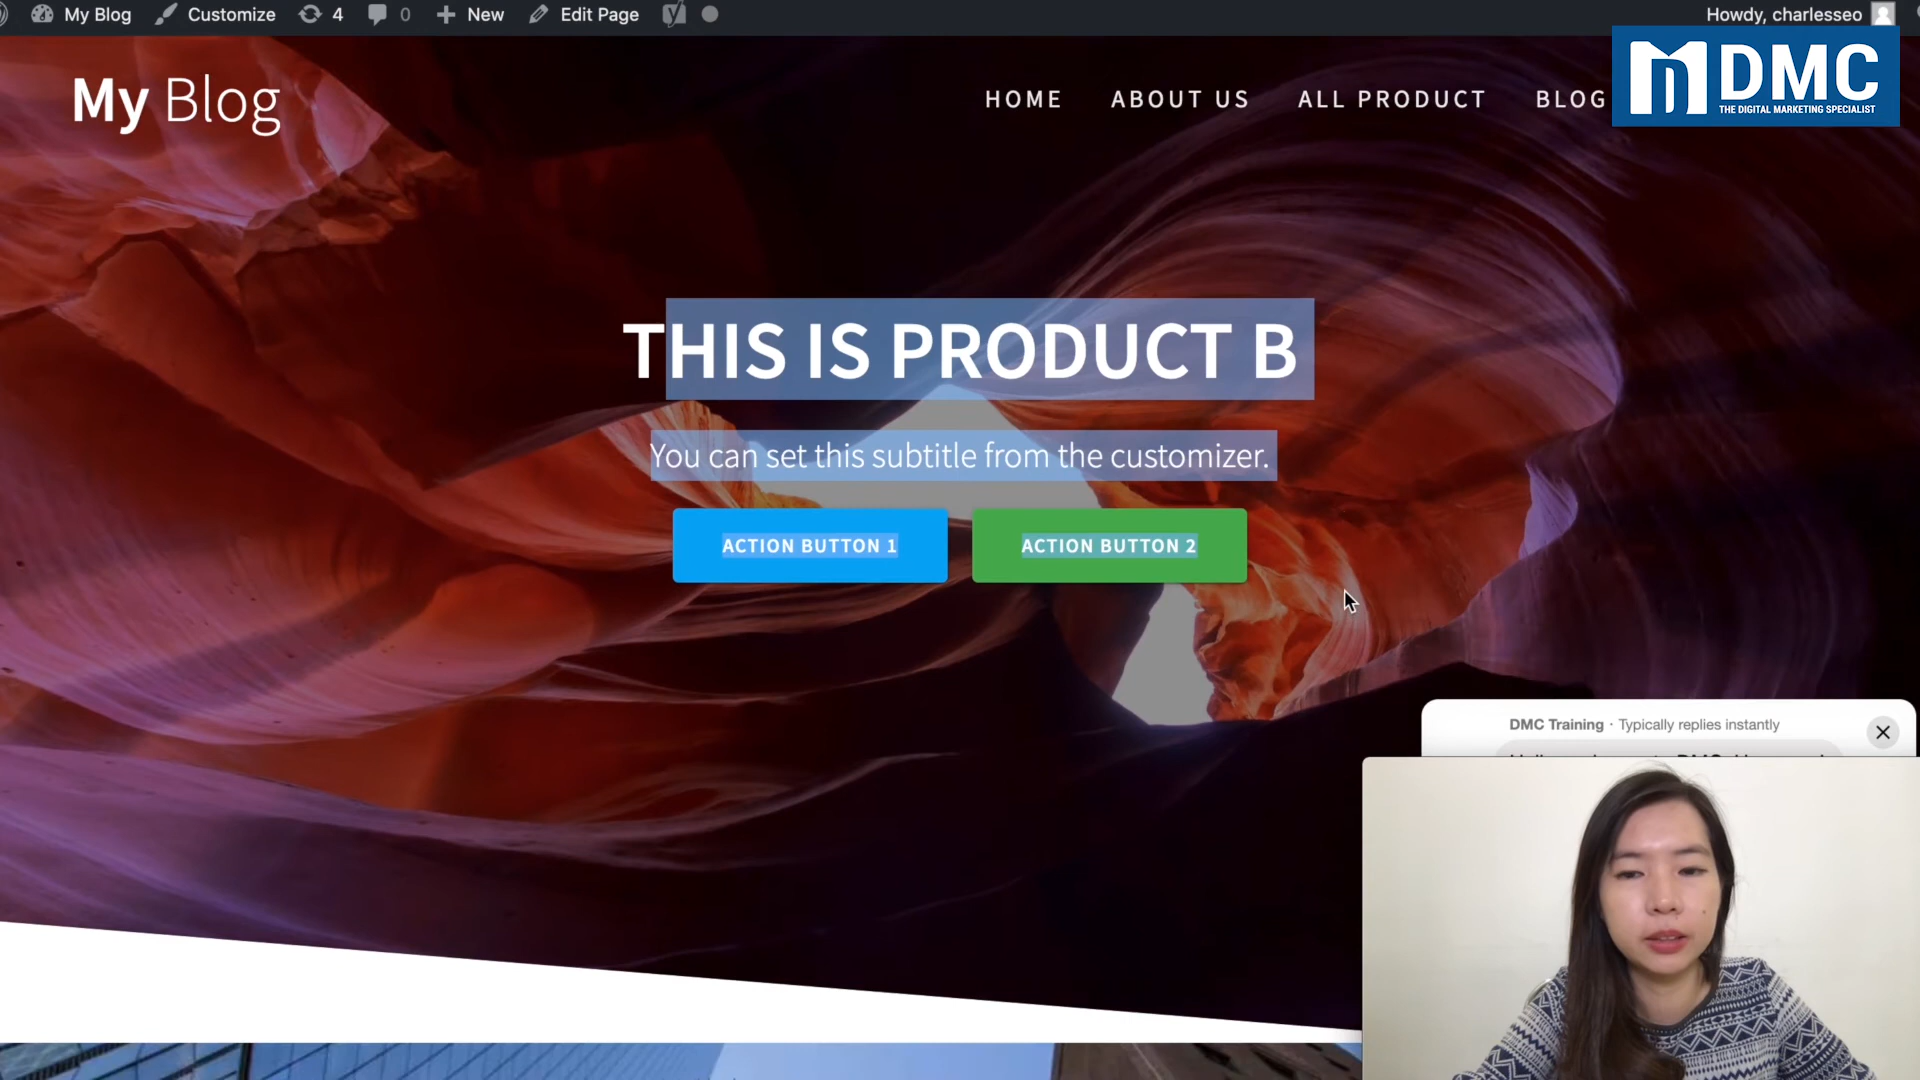 My Blog Customize 4 0 New Edit Page Howdy, charlesseo
DMC
THE DIGITAL MARKETING SPECIALIST
My Blog
HOME ABOUT US ALL PRODUCT BLOG
THIS IS PRODUCT B
You can set this subtitle from the customizer.
ACTION BUTTON 1 ACTION BUTTON 2
DMC Training · Typically replies instantly